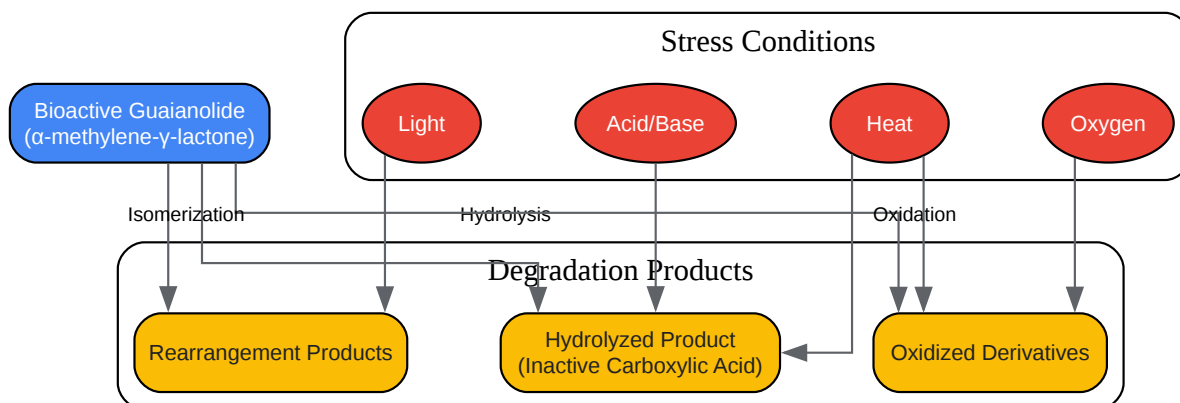 Stress Conditions
Bioactive Guaianolide
(α-methylene-γ-lactone)
Light
Acid/Base
Heat
Oxygen
Isomerization
Hydrolysis
Oxidation
Degradation Products
Rearrangement Products
Hydrolyzed Product
(Inactive Carboxylic Acid)
Oxidized Derivatives